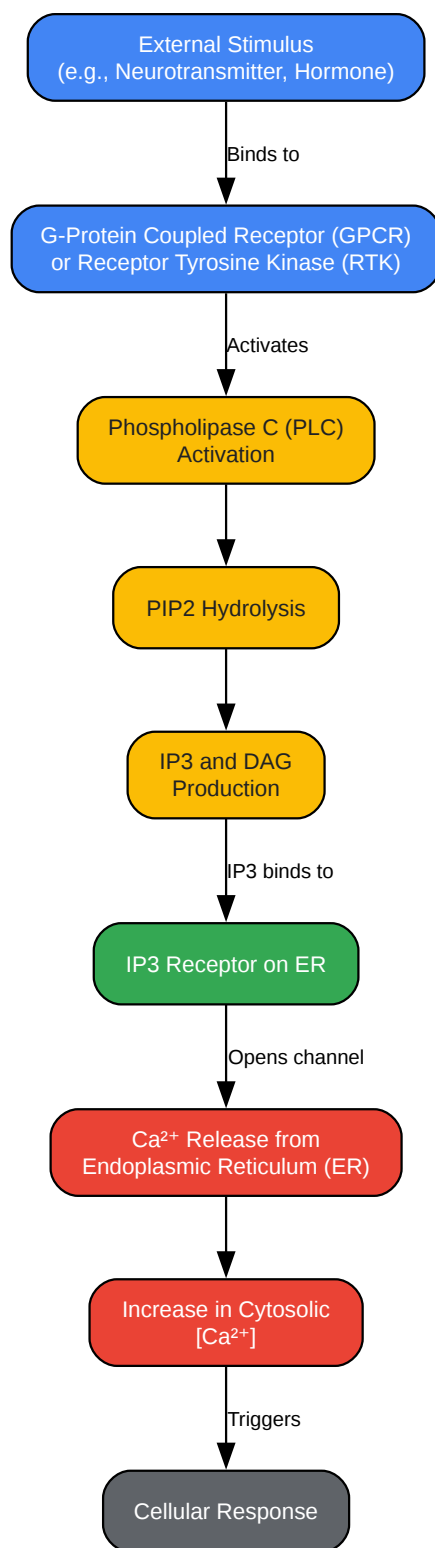 External Stimulus
(e.g., Neurotransmitter, Hormone)
Binds to
G-Protein Coupled Receptor (GPCR)
or Receptor Tyrosine Kinase (RTK)
Activates
Phospholipase C (PLC)
Activation
PIP2 Hydrolysis
IP3 and DAG
Production
IP3 binds to
IP3 Receptor on ER
Opens channel
Ca²⁺ Release from
Endoplasmic Reticulum (ER)
Increase in Cytosolic
[Ca²⁺]
Triggers
Cellular Response